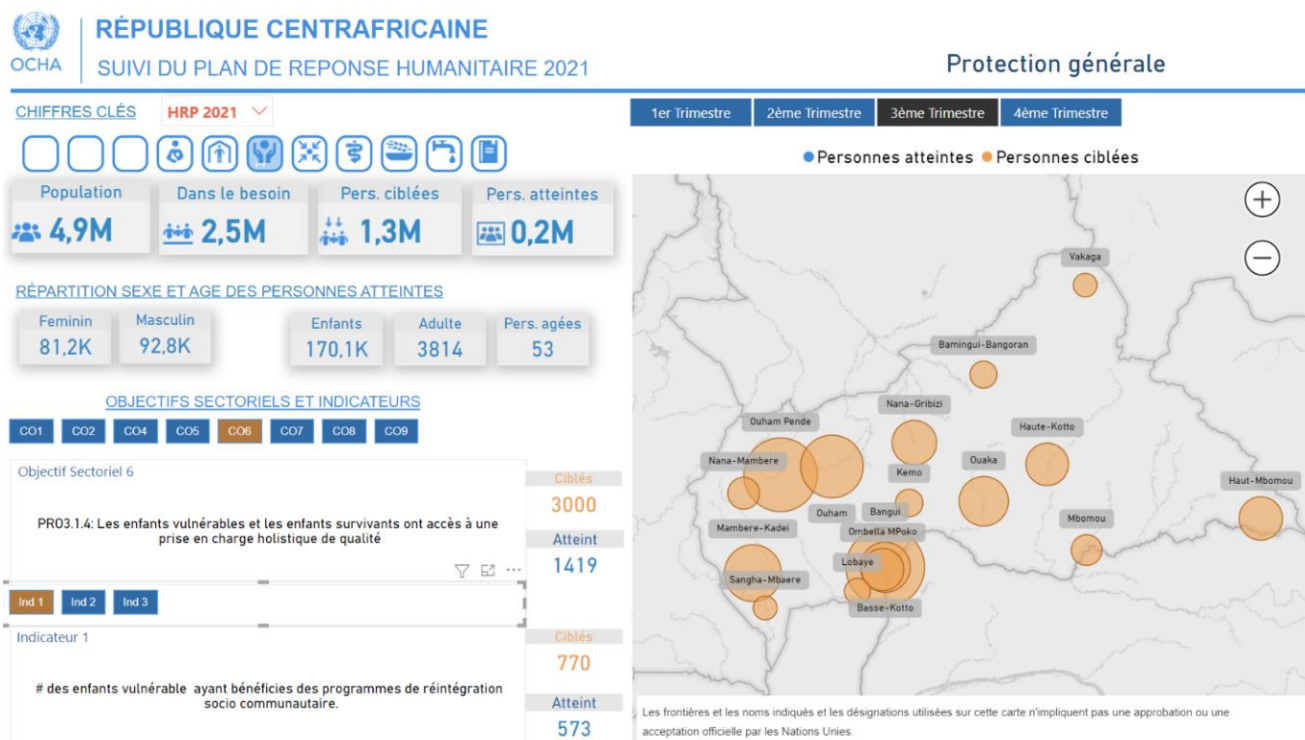 OCHA
RÉPUBLIQUE CENTRAFRICAINE
SUIVI DU PLAN DE REPONSE HUMANITAIRE 2021
Protection générale
CHIFFRES CLÉS
HRP 2021
Population
4,9M
Dans le besoin
2,5M
Pers. ciblées
1,3M
Pers. atteintes
0,2M
RÉPARTITION SEXE ET AGE DES PERSONNES ATTEINTES
Feminin
81,2K
Masculin
92,8K
Enfants
170,1K
Adulte
3814
Pers. agées
53
OBJECTIFS SECTORIELS ET INDICATEURS
CO1 CO2 CO4 CO5 CO6 CO7 CO8 CO9
Objectif Sectoriel 6
PRO3.1.4: Les enfants vulnérables et les enfants survivants ont accès à une
prise en charge holistique de qualité
Ciblés
3000
Atteint
1419
Ind 1 Ind 2 Ind 3
Indicateur 1
# des enfants vulnérable ayant bénéficies des programmes de réintégration
socio communautaire.
Ciblés
770
Atteint
573
1er Trimestre 2ème Trimestre 3ème Trimestre 4ème Trimestre
Personnes atteintes Personnes ciblées
Vakaga
Bamingui-Bangoran
Nana-Gribizi
Ouham Pende
Haute-Kotto
Nana-Mambere
Kemo
Ouaka
Haut-Mbomou
Ouham
Bangui
Mbomou
Mambere-Kadei
Ombella MPoko
Lobaye
Sangha-Mbaere
Basse-Kotto
Les frontières et les noms indiqués et les désignations utilisées sur cette carte n'impliquent pas une approbation ou une
acceptation officielle par les Nations Unies.